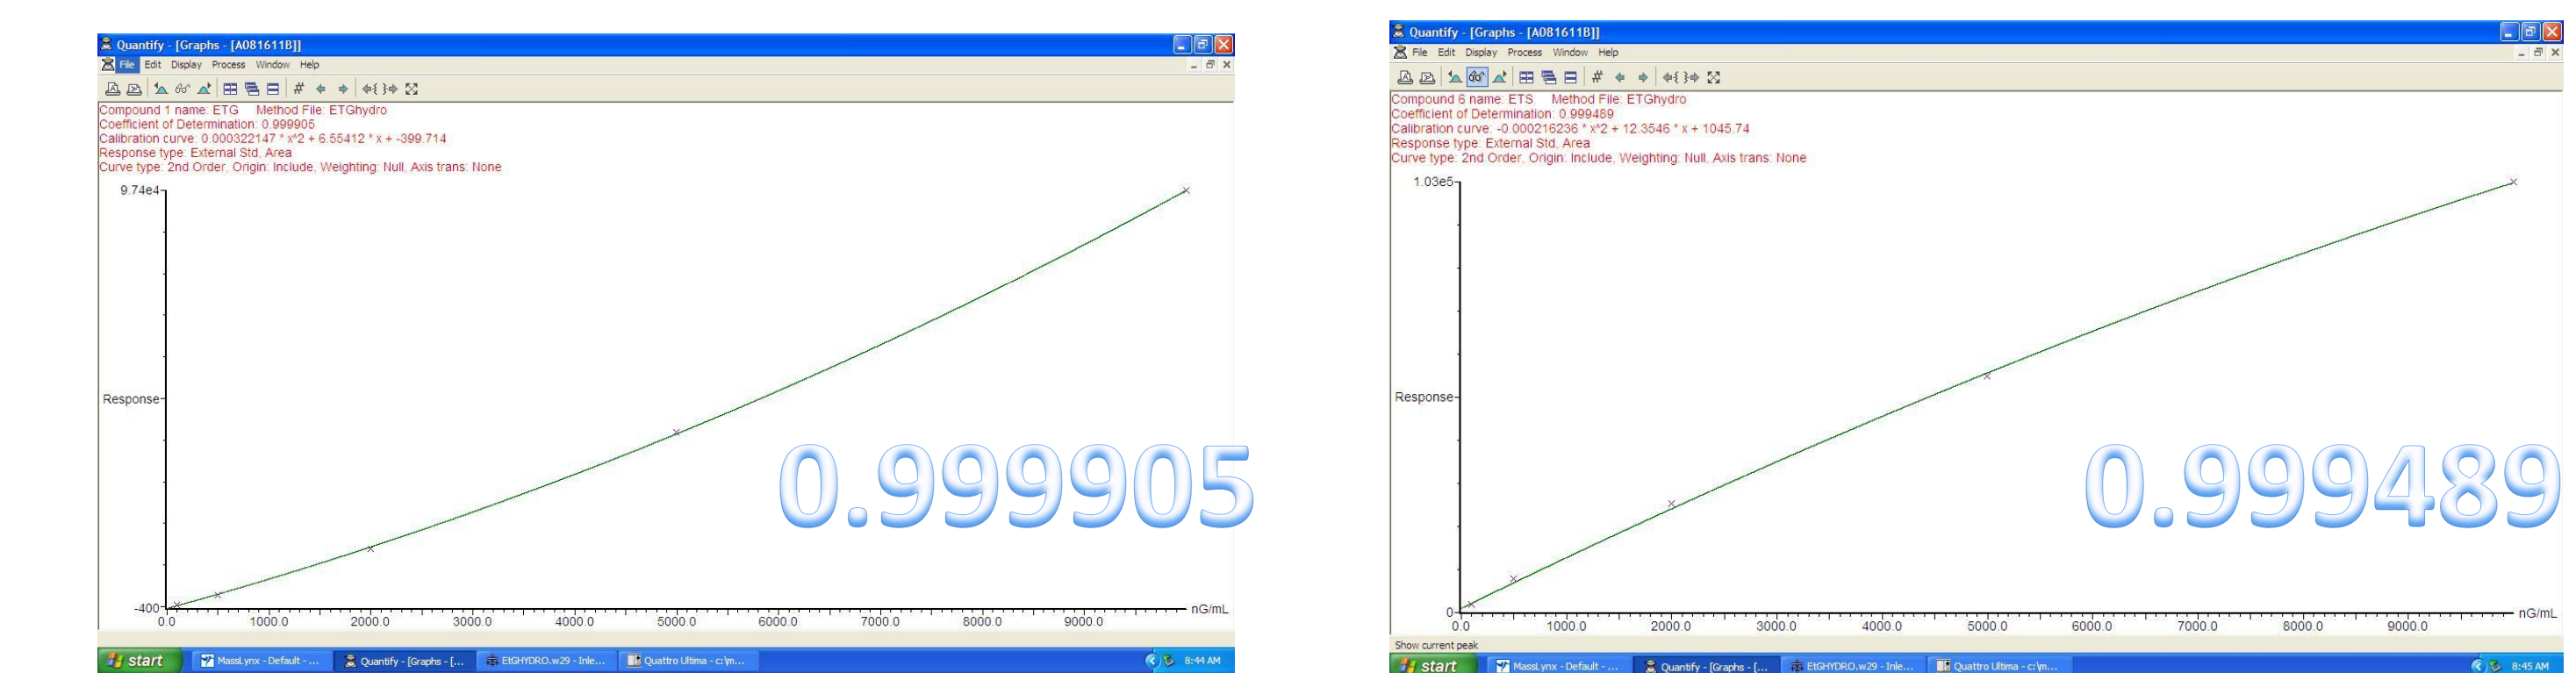 Quantify - [Graphs - [A081611B]]
File Edit Display Process Window Help
Compound 1 name: ETG Method File: ETGhydro
Coefficient of Determination: 0.999905
Calibration curve: 0.000322147 * x^2 + 6.55412 * x + -399.714
Response type: External Std, Area
Curve type: 2nd Order, Origin: Include, Weighting: Null, Axis trans: None
9.74e4
Response
0.999905
-400
nG/mL
0.0 1000.0 2000.0 3000.0 4000.0 5000.0 6000.0 7000.0 8000.0 9000.0
start MassLynx - Default - ... Quantify - [Graphs - [... EtGHYDRO.w29 - Inle... Quattro Ultima - c:\m... 8:44 AM
Quantify - [Graphs - [A081611B]]
File Edit Display Process Window Help
Compound 6 name: ETS Method File: ETGhydro
Coefficient of Determination: 0.999489
Calibration curve: -0.000216236 * x^2 + 12.3546 * x + 1045.74
Response type: External Std, Area
Curve type: 2nd Order, Origin: Include, Weighting: Null, Axis trans: None
1.03e5
Response
0.999489
0
nG/mL
0.0 1000.0 2000.0 3000.0 4000.0 5000.0 6000.0 7000.0 8000.0 9000.0
Show current peak
start MassLynx - Default - ... Quantify - [Graphs - [... EtGHYDRO.w29 - Inle... Quattro Ultima - c:\m... 8:45 AM